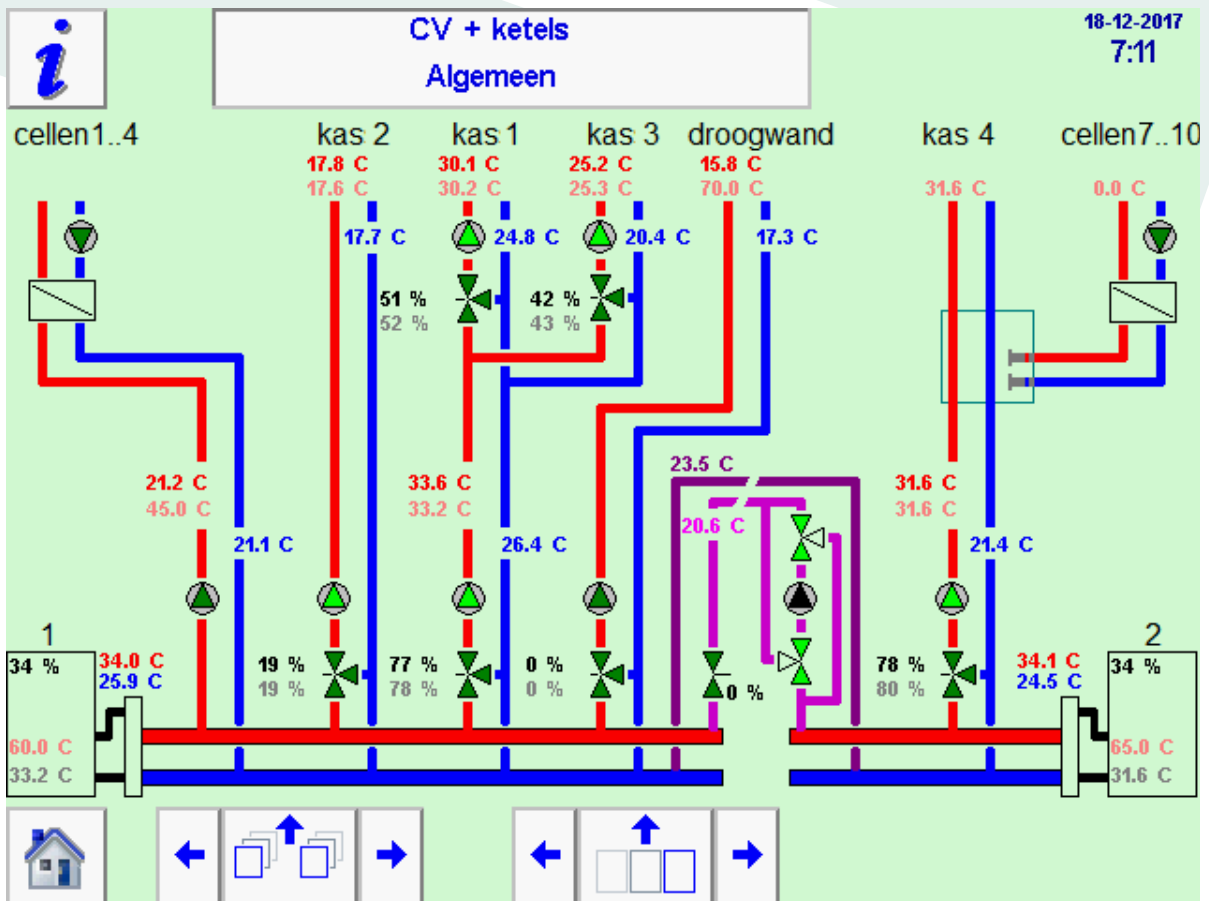 i
CV + ketels
Algemeen
18-12-2017
7:11
cellen1..4
kas 2
kas 1
kas 3
droogwand
kas 4
cellen7..10
17.8 C
30.1 C
25.2 C
15.8 C
17.6 C
30.2 C
25.3 C
70.0 C
31.6 C
0.0 C
17.7 C
24.8 C
20.4 C
17.3 C
51 %
42 %
52 %
43 %
23.5 C
21.2 C
33.6 C
31.6 C
45.0 C
33.2 C
20.6 C
31.6 C
21.1 C
26.4 C
21.4 C
1
2
34 %
34.0 C
19 %
77 %
0 %
78 %
34.1 C
34 %
25.9 C
19 %
78 %
0 %
0 %
80 %
24.5 C
60.0 C
65.0 C
33.2 C
31.6 C